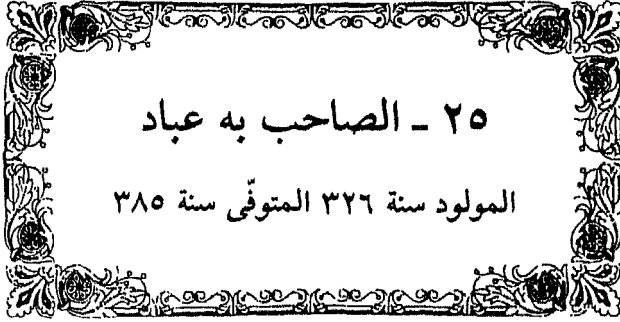 ٢٥ ـ الصاحب به عباد
المولود سنة ٣٢٦ المتوفّى سنة ٣٨٥